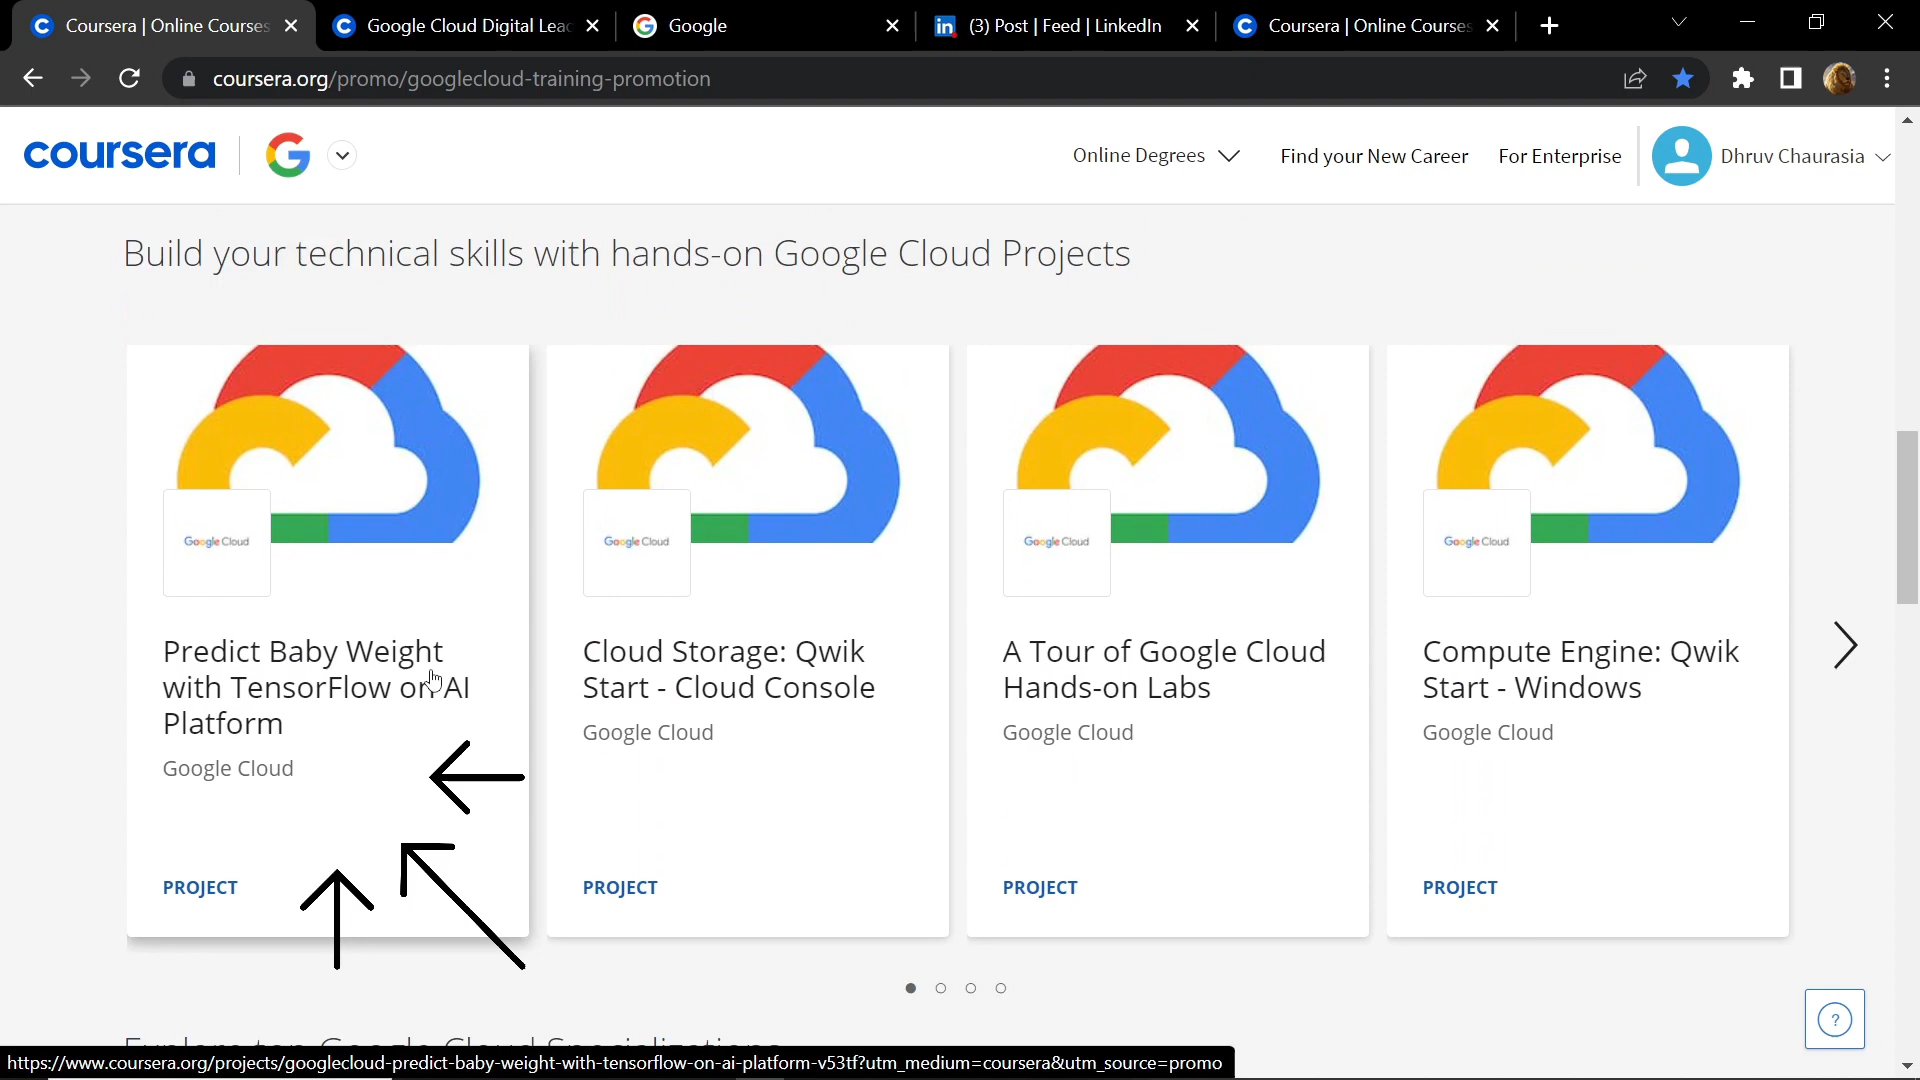 Coursera | Online Courses
Google Cloud Digital Lea
Google
(3) Post | Feed | LinkedIn
Coursera | Online Courses
coursera.org/promo/googlecloud-training-promotion
coursera
Online Degrees
Find your New Career
For Enterprise
Dhruv Chaurasia
Build your technical skills with hands-on Google Cloud Projects
Google Cloud
Google Cloud
Google Cloud
Google Cloud
Predict Baby Weight
with TensorFlow on AI
Platform
Google Cloud
PROJECT
Cloud Storage: Qwik
Start - Cloud Console
Google Cloud
PROJECT
A Tour of Google Cloud
Hands-on Labs
Google Cloud
PROJECT
Compute Engine: Qwik
Start - Windows
Google Cloud
PROJECT
?
Explore top Google Cloud Specializations
https://www.coursera.org/projects/googlecloud-predict-baby-weight-with-tensorflow-on-ai-platform-v53tf?utm_medium=coursera&utm_source=promo